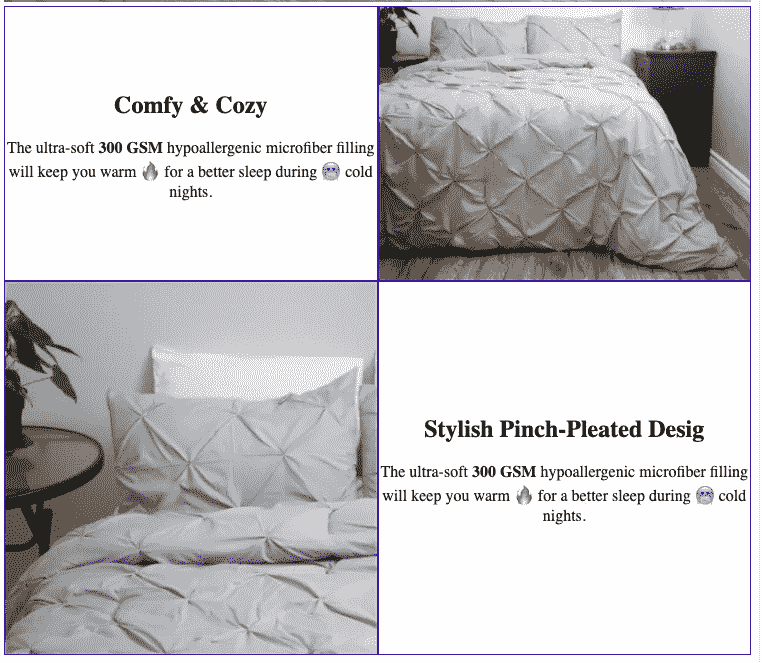 Comfy & Cozy
The ultra-soft 300 GSM hypoallergenic microfiber filling
will keep you warm 🔥 for a better sleep during 🥶 cold
nights.
Stylish Pinch-Pleated Desig
The ultra-soft 300 GSM hypoallergenic microfiber filling
will keep you warm 🔥 for a better sleep during 🥶 cold
nights.